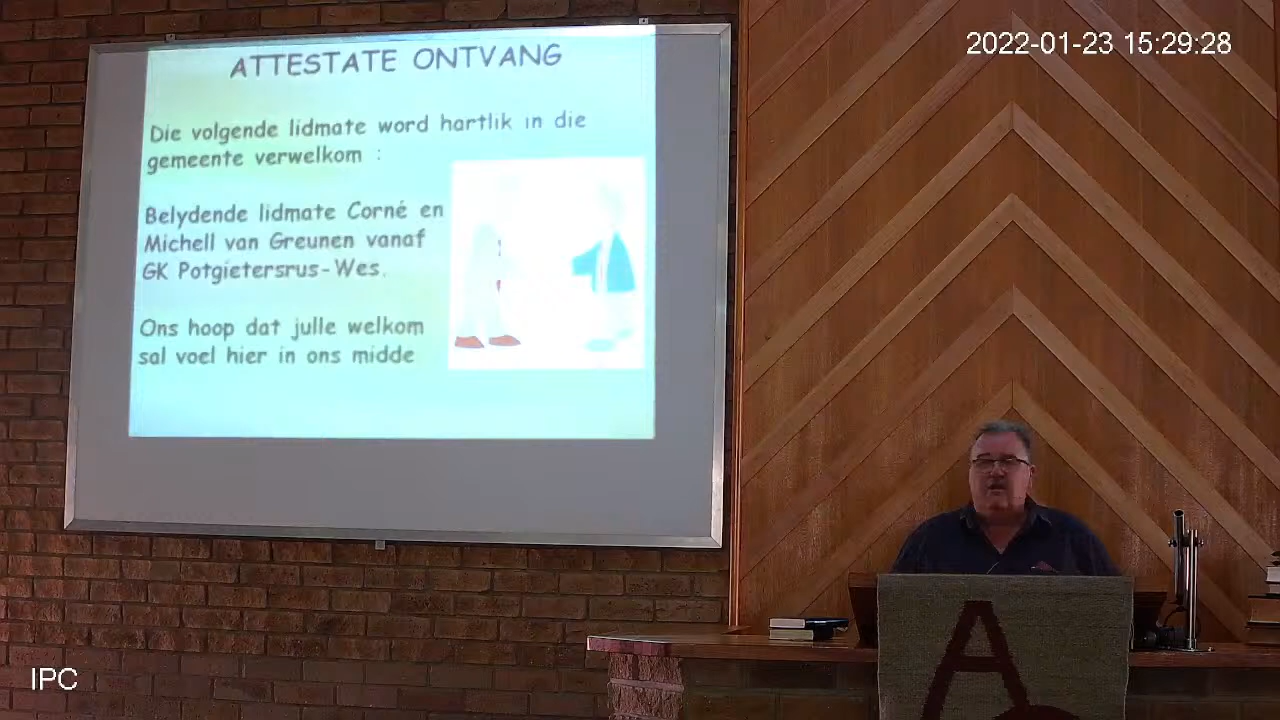 ATTESTATE ONTVANG
2022-01-23 15:29:28
Die volgende lidmate word hartlik in die
gemeente verwelkom :
Belydende lidmate Corné en
Michell van Greunen vanaf
GK Potgietersrus-Wes.
Ons hoop dat julle welkom
sal voel hier in ons midde
A
IPC